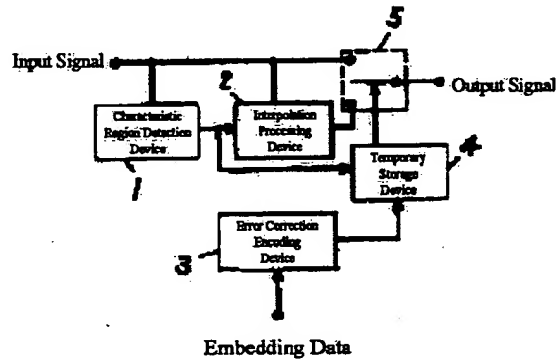 5
Input Signal
2
Output Signal
Characteristic
Region Detection
Device
Interpolation
Processing
Device
1
Temporary
Storage
Device
4
Error Correction
Encoding
Device
3
Embedding Data